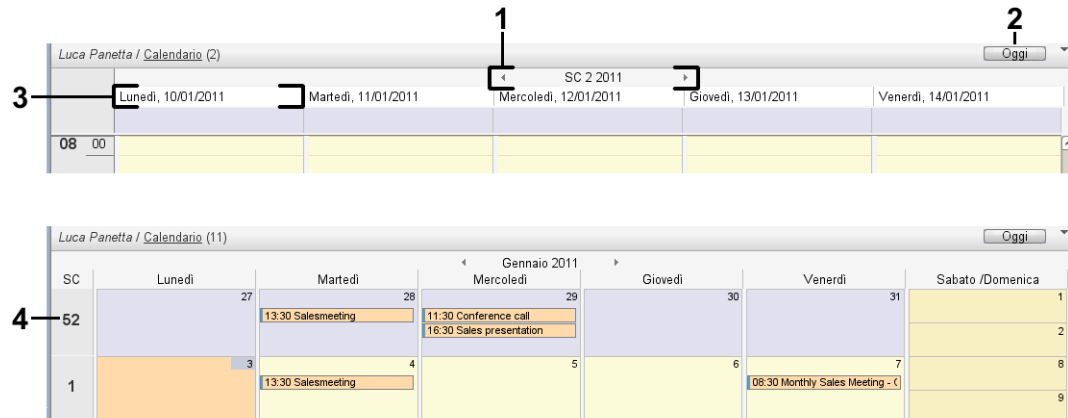 1
2
Luca Panetta / Calendario (2)
Oggi
SC 2 2011
3
Lunedì, 10/01/2011
Martedì, 11/01/2011
Mercoledì, 12/01/2011
Giovedì, 13/01/2011
Venerdì, 14/01/2011
08 00
Luca Panetta / Calendario (11)
Oggi
Gennaio 2011
SC
Lunedì
Martedì
Mercoledì
Giovedì
Venerdì
Sabato /Domenica
4
52
27
28
29
30
31
1
13:30 Salesmeeting
11:30 Conference call
16:30 Sales presentation
2
1
3
4
5
6
7
8
13:30 Salesmeeting
08:30 Monthly Sales Meeting - (
9